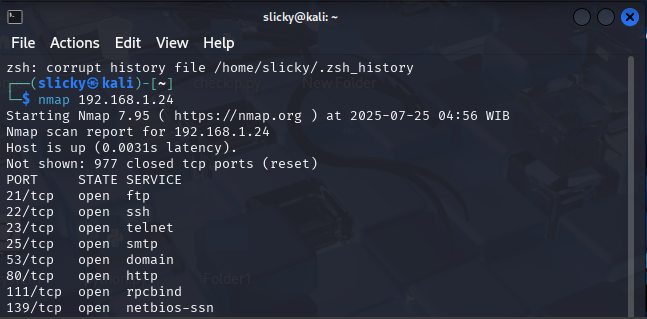 slicky@kali: ~
File Actions Edit View Help
zsh: corrupt history file /home/slicky/.zsh_history
┌──(slicky㉿kali)-[~]
└─$ nmap 192.168.1.24
Starting Nmap 7.95 ( https://nmap.org ) at 2025-07-25 04:56 WIB
Nmap scan report for 192.168.1.24
Host is up (0.0031s latency).
Not shown: 977 closed tcp ports (reset)
PORT STATE SERVICE
21/tcp open ftp
22/tcp open ssh
23/tcp open telnet
25/tcp open smtp
53/tcp open domain
80/tcp open http
111/tcp open rpcbind
139/tcp open netbios-ssn
New Folder
Folder1